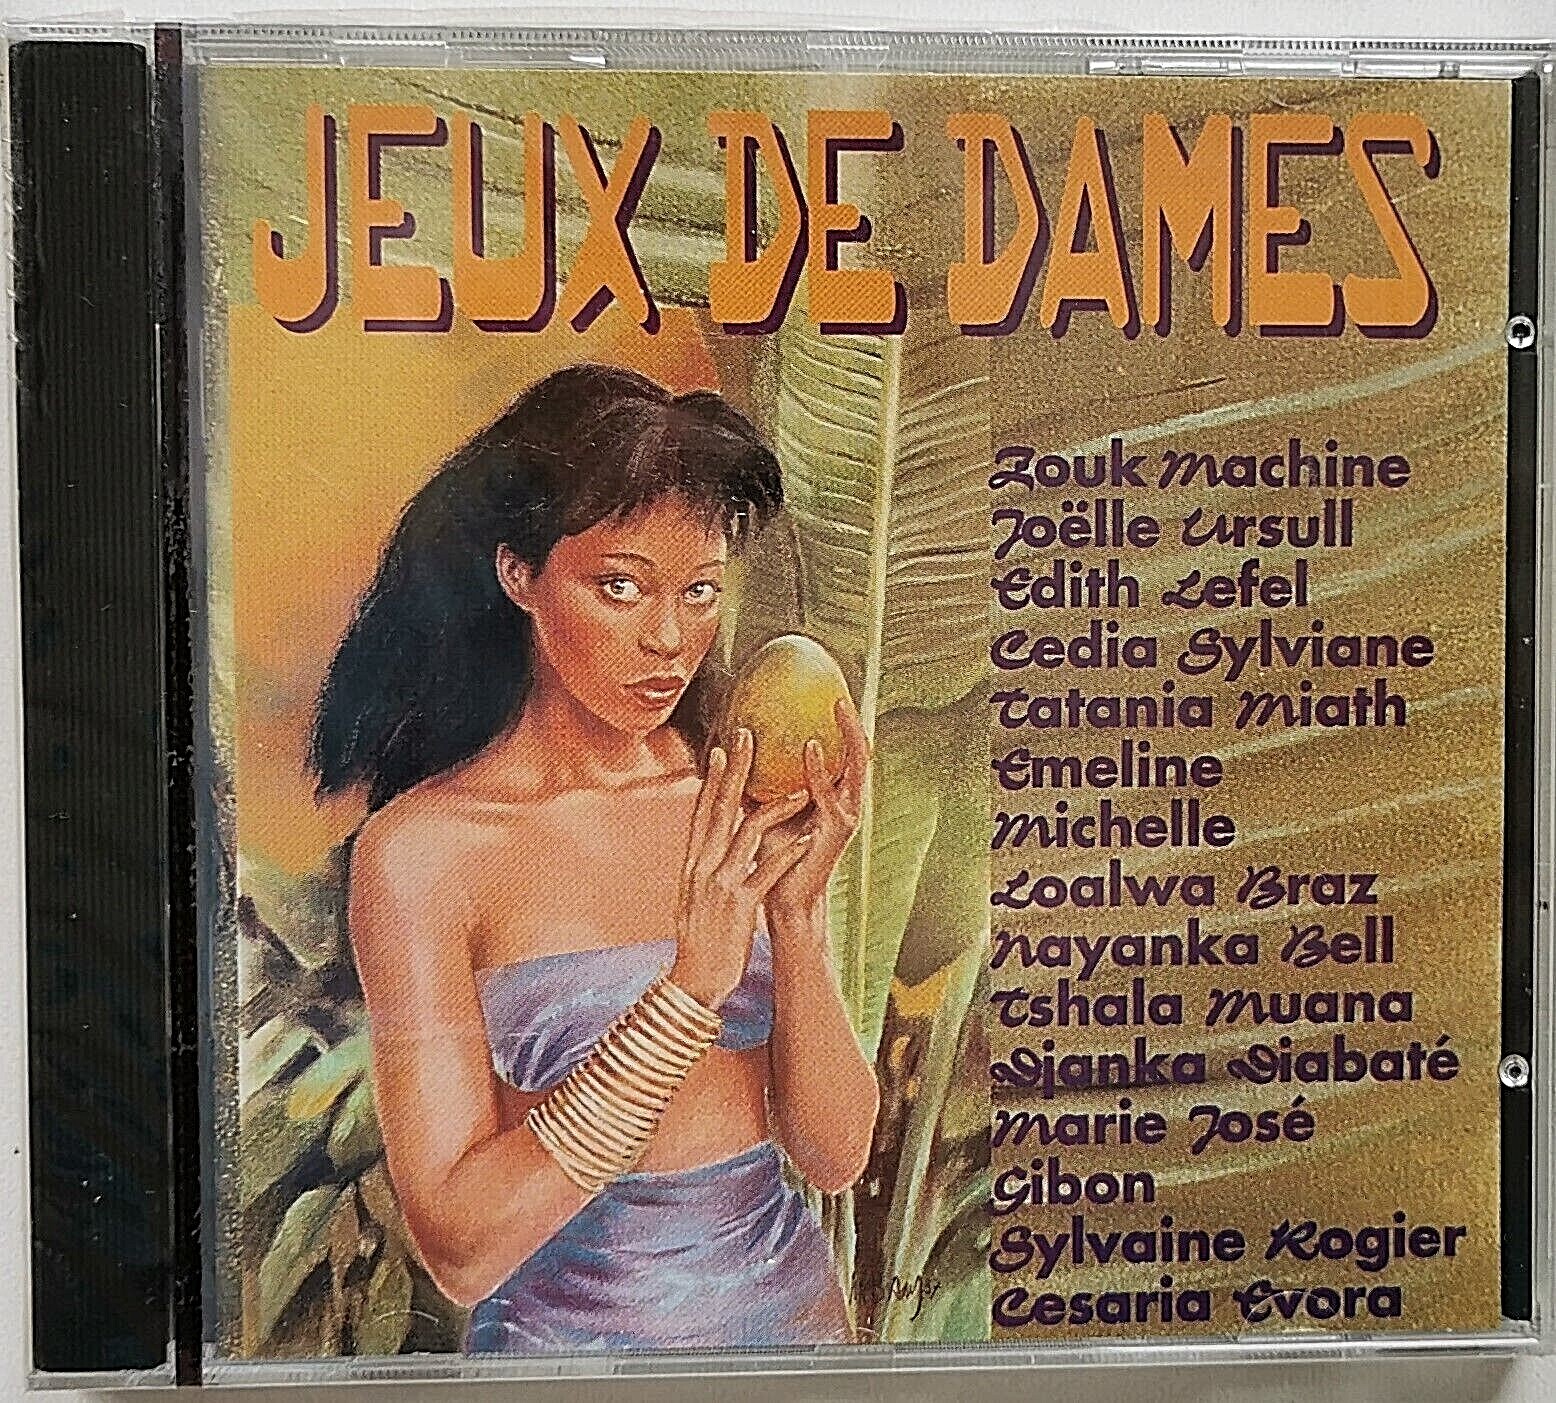 JEUX DE DAMES
Zouk Machine
Joëlle Ursull
Edith Lefel
Cedia Sylviane
Tatania Miath
Emeline
Michelle
Loalwa Braz
Nayanka Bell
Tshala Muana
Djanka Diabaté
Marie José
Gibon
Sylvaine Rogier
Cesaria Evora